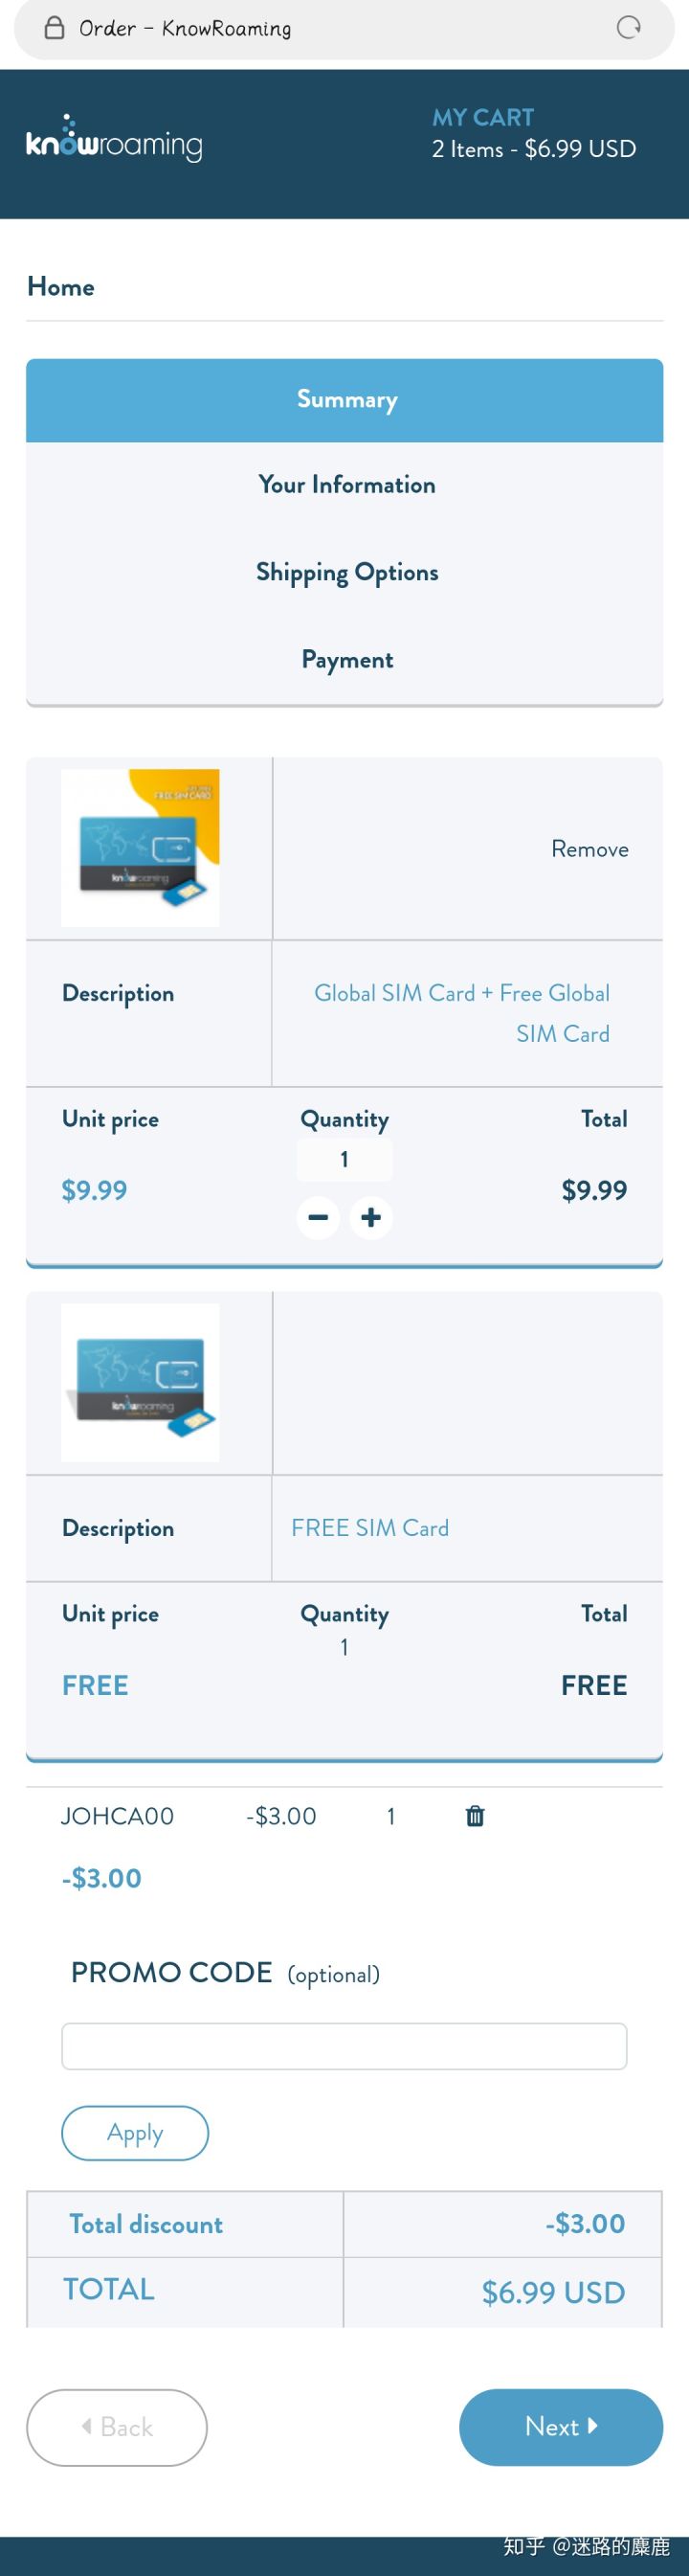 Order – KnowRoaming
knowroaming
MY CART
2 Items - $6.99 USD
Home
Summary
Your Information
Shipping Options
Payment
FREE SIM CARD
knowroaming
Remove
Description
Global SIM Card + Free Global
SIM Card
Unit price Quantity Total
1
$9.99 $9.99
knowroaming
Description FREE SIM Card
Unit price Quantity Total
1
FREE FREE
JOHCA00 -$3.00 1
-$3.00
PROMO CODE (optional)
Apply
Total discount -$3.00
TOTAL $6.99 USD
Back Next
知乎 @迷路的麋鹿